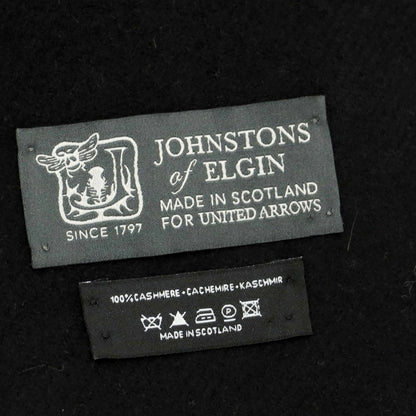 JOHNSTONS
of ELGIN
MADE IN SCOTLAND
FOR UNITED ARROWS
SINCE 1797
100% CASHMERE • CACHEMIRE • KASCHMIR
P
MADE IN SCOTLAND